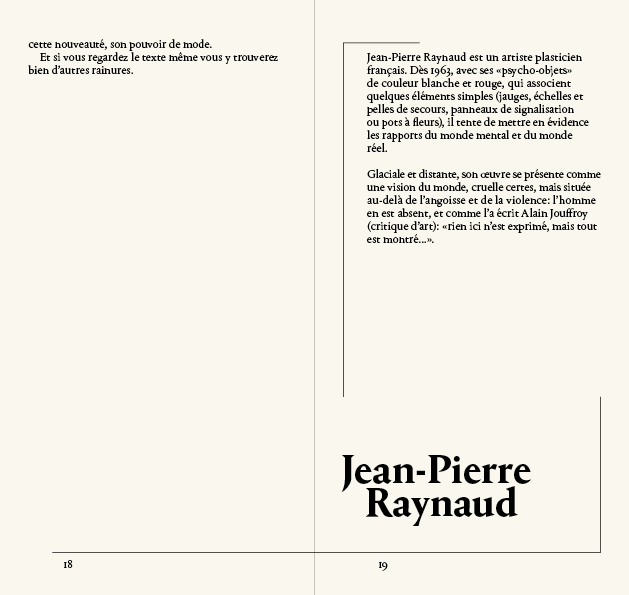 cette nouveauté, son pouvoir de mode.
Et si vous regardez le texte même vous y trouverez
bien d'autres rainures.
18
Jean-Pierre Raynaud est un artiste plasticien
français. Dès 1963, avec ses «psycho-objets»
de couleur blanche et rouge, qui associent
quelques éléments simples (jauges, échelles et
pelles de secours, panneaux de signalisation
ou pots à fleurs), il tente de mettre en évidence
les rapports du monde mental et du monde
réel.
Glaciale et distante, son œuvre se présente comme
une vision du monde, cruelle certes, mais située
au-delà de l'angoisse et de la violence: l'homme
en est absent, et comme l'a écrit Alain Jouffroy
(critique d'art): «rien ici n'est exprimé, mais tout
est montré...».
Jean-Pierre
Raynaud
19